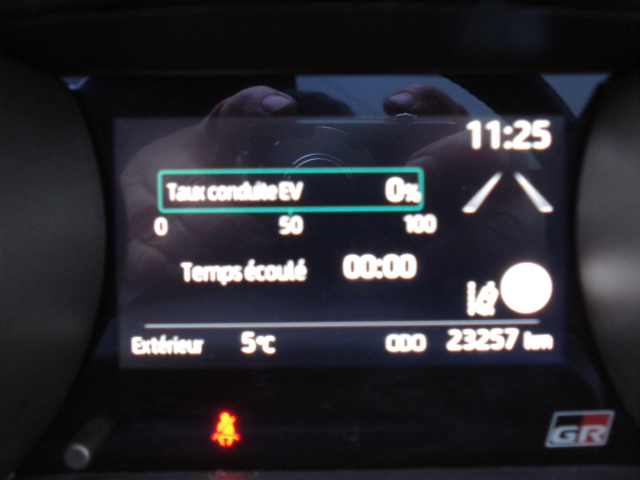 11:25
Taux conduite EV 0%
0 50 100
Temps écoulé 00:00
Extérieur 5°C ODO 23257 km
GR